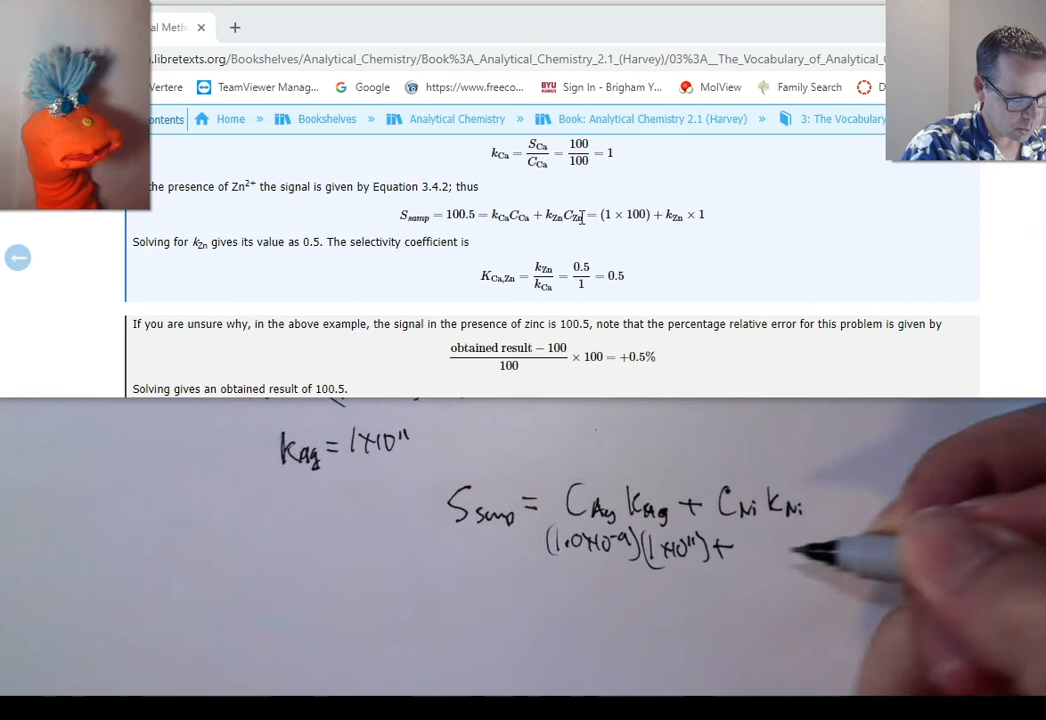 al Meth
.libretexts.org/Bookshelves/Analytical_Chemistry/Book%3A_Analytical_Chemistry_2.1_(Harvey)/03%3A__The_Vocabulary_of_Analytical_
Vertere TeamViewer Manag... Google https://www.freeco... BYU Sign In - Brigham Y... MolView Family Search D
ontents Home » Bookshelves » Analytical Chemistry » Book: Analytical Chemistry 2.1 (Harvey) » 3: The Vocabulary
k_Ca = S_Ca / C_Ca = 100 / 100 = 1
the presence of Zn²⁺ the signal is given by Equation 3.4.2; thus
S_samp = 100.5 = k_Ca C_Ca + k_Zn C_Zn = (1 × 100) + k_Zn × 1
Solving for k_Zn gives its value as 0.5. The selectivity coefficient is
K_Ca,Zn = k_Zn / k_Ca = 0.5 / 1 = 0.5
If you are unsure why, in the above example, the signal in the presence of zinc is 100.5, note that the percentage relative error for this problem is given by
obtained result − 100 / 100 × 100 = +0.5%
Solving gives an obtained result of 100.5.
k_Ag = 1×10¹¹
S_samp = C_Ag k_Ag + C_Ni k_Ni
(1.0×10⁻⁹)(1×10¹¹) +